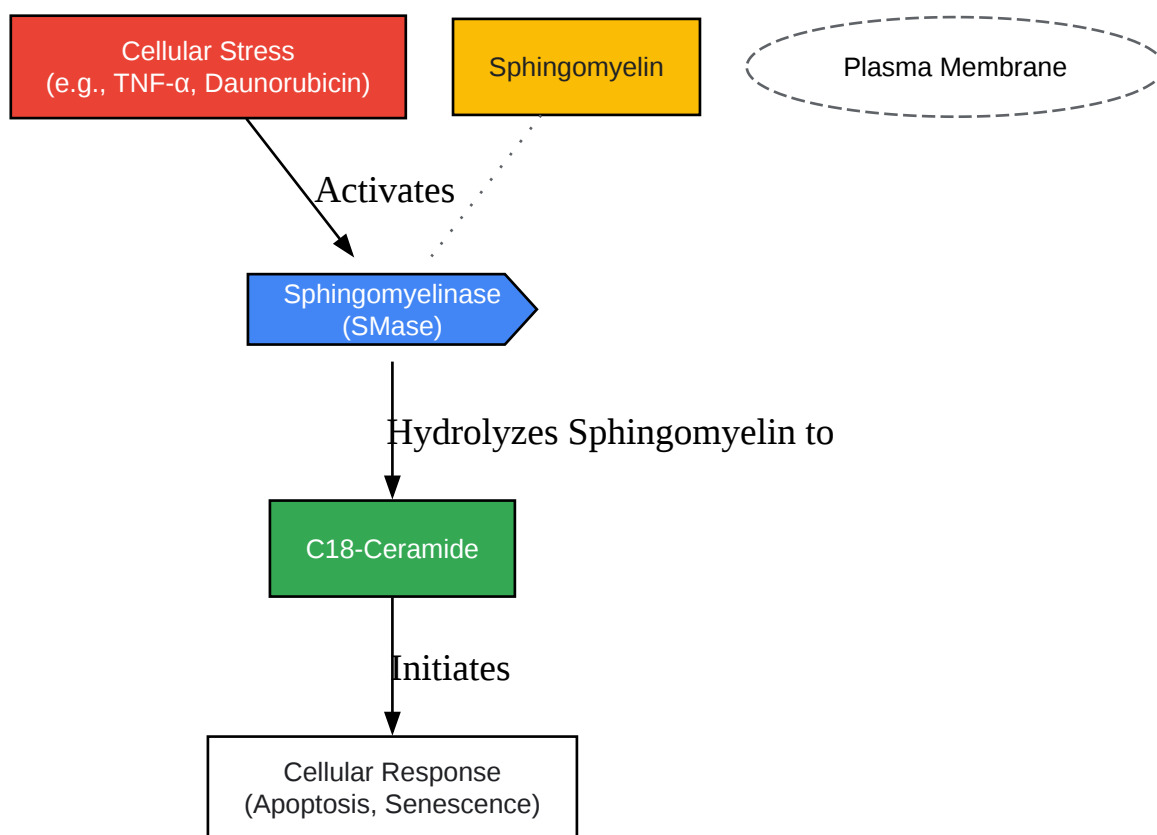 Cellular Stress
(e.g., TNF-α, Daunorubicin)
Sphingomyelin
Plasma Membrane
Activates
Sphingomyelinase
(SMase)
Hydrolyzes Sphingomyelin to
C18-Ceramide
Initiates
Cellular Response
(Apoptosis, Senescence)